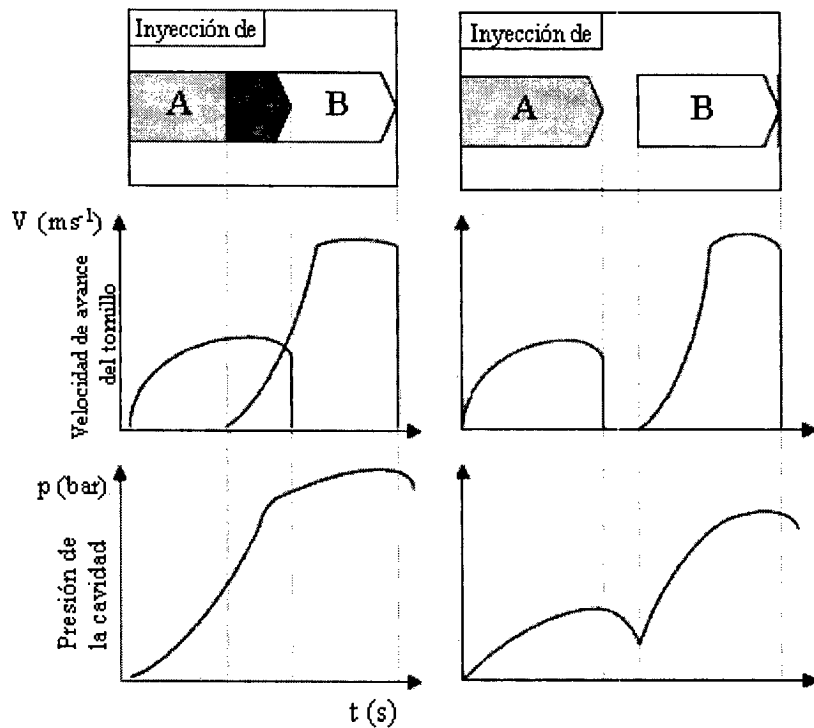 Inyección de
A
B
Inyección de
A
B
V (ms⁻¹)
Velocidad de avance
del tornillo
p (bar)
Presión de
la cavidad
t (s)